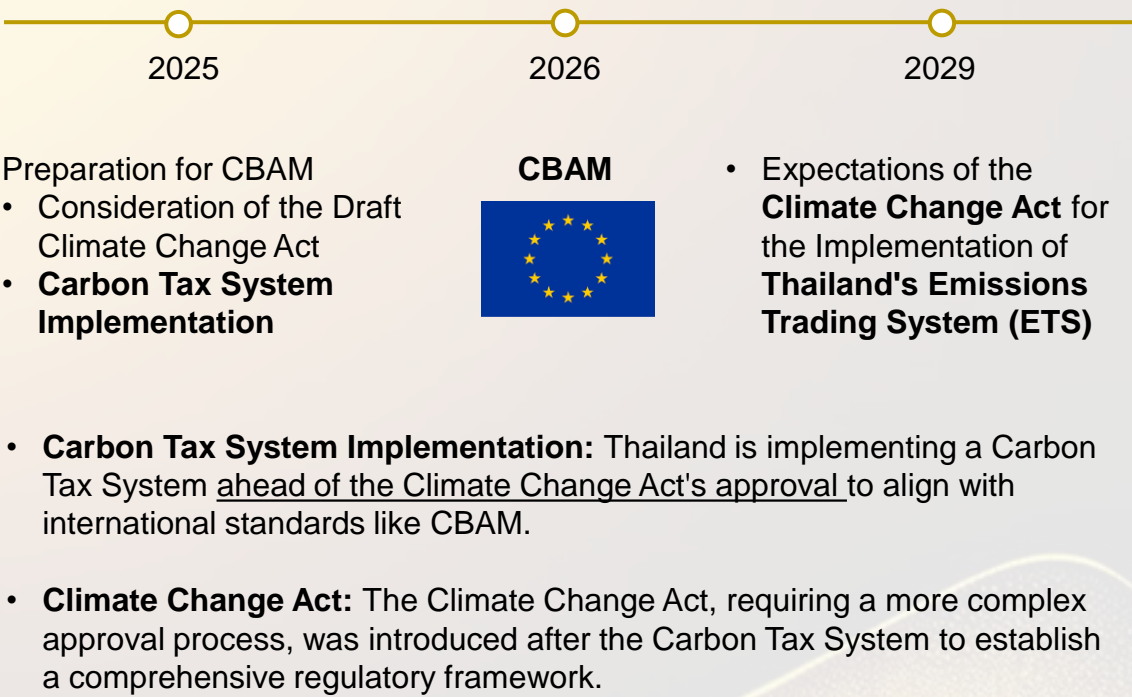 2025
2026
2029
Preparation for CBAM
• Consideration of the Draft
Climate Change Act
• Carbon Tax System
Implementation
CBAM
• Expectations of the
Climate Change Act for
the Implementation of
Thailand's Emissions
Trading System (ETS)
• Carbon Tax System Implementation: Thailand is implementing a Carbon
Tax System ahead of the Climate Change Act's approval to align with
international standards like CBAM.
• Climate Change Act: The Climate Change Act, requiring a more complex
approval process, was introduced after the Carbon Tax System to establish
a comprehensive regulatory framework.